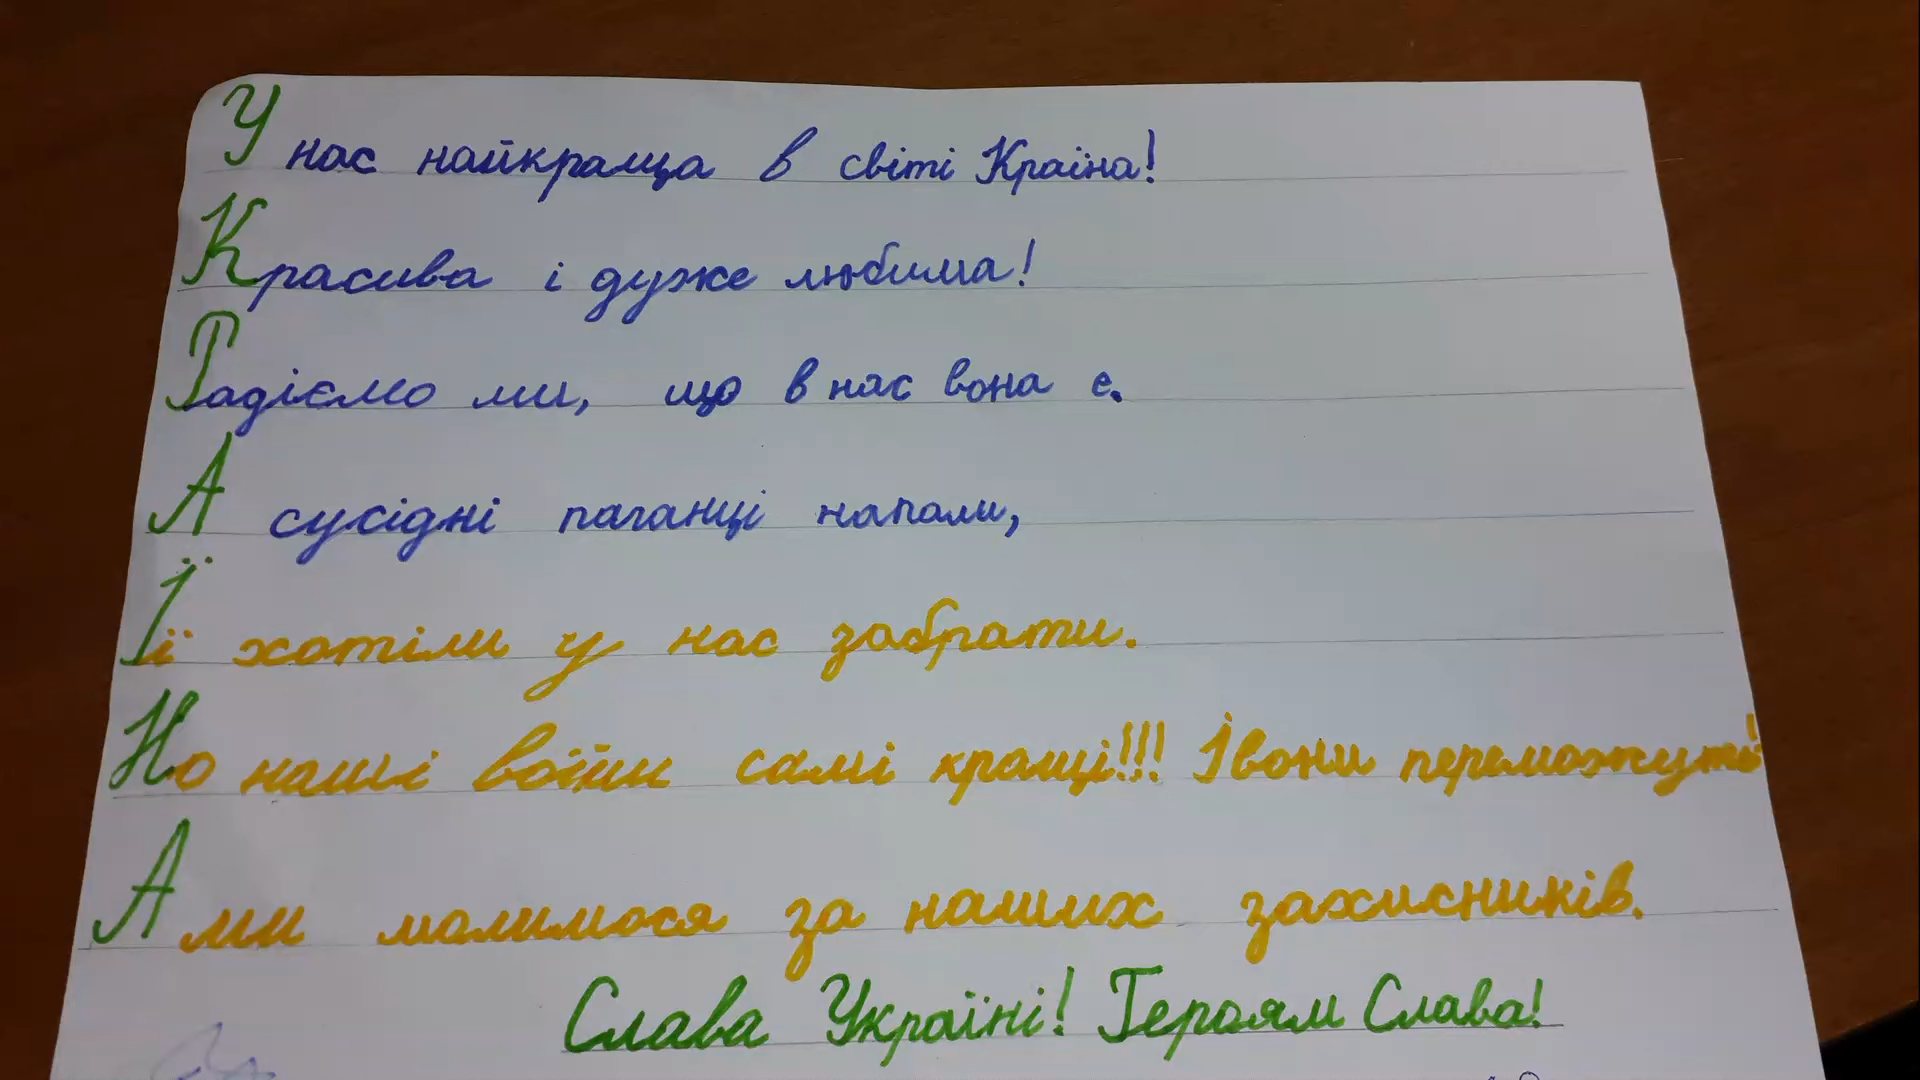 У нас найкраща в світі Країна!
Красива і дуже любима!
Радіємо ми, що в нас вона є.
А сусідні паганці напали,
Її хотіли у нас забрати.
Но наші воїни самі кращі!!! І вони переможуть!
А ми молимося за наших захисників.
Слава Україні! Героям Слава!